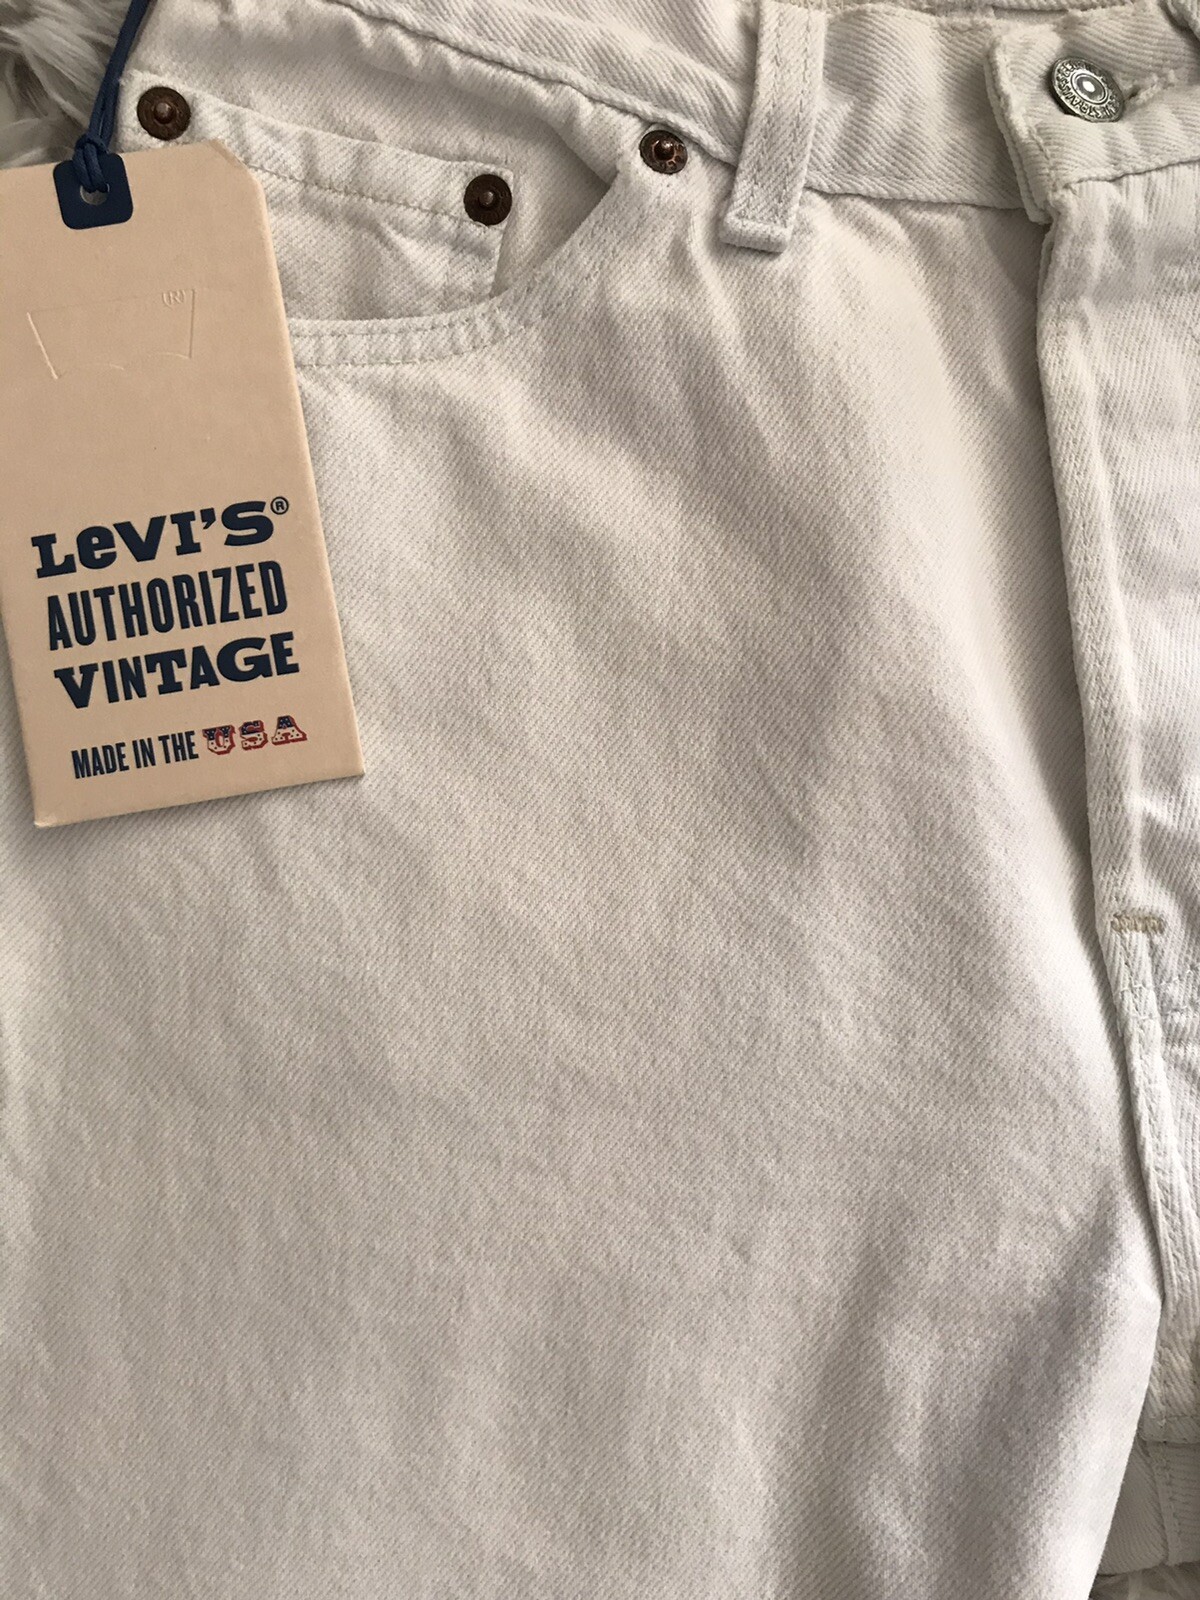 (R)
LeVI'S®
AUTHORIZED
VINTAGE
MADE IN THE USA